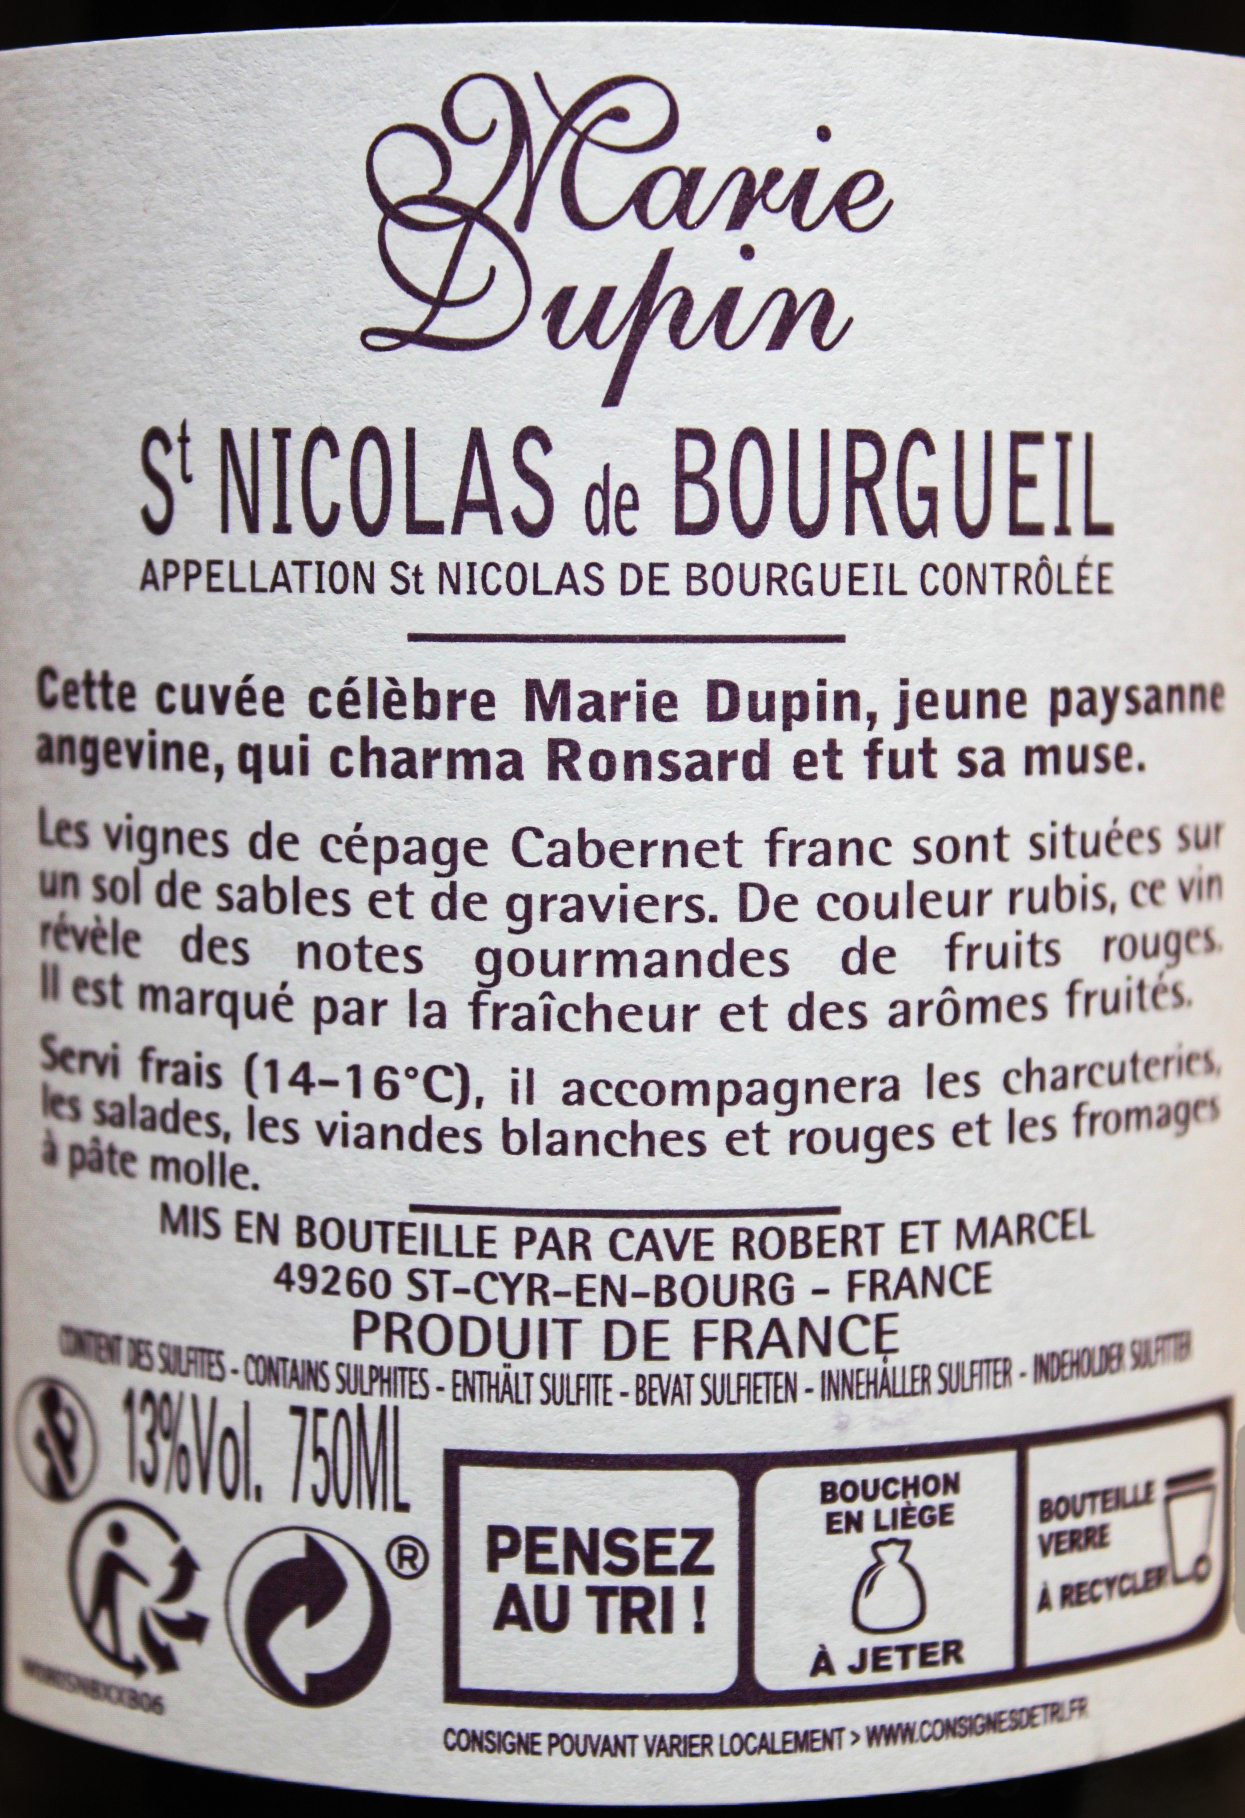 Marie
Dupin
St NICOLAS de BOURGUEIL
APPELLATION St NICOLAS DE BOURGUEIL CONTRÔLÉE
Cette cuvée célèbre Marie Dupin, jeune paysanne
angevine, qui charma Ronsard et fut sa muse.
Les vignes de cépage Cabernet franc sont situées sur
un sol de sables et de graviers. De couleur rubis, ce vin
révèle des notes gourmandes de fruits rouges.
Il est marqué par la fraîcheur et des arômes fruités.
Servi frais (14-16°C), il accompagnera les charcuteries,
les salades, les viandes blanches et rouges et les fromages
à pâte molle.
MIS EN BOUTEILLE PAR CAVE ROBERT ET MARCEL
49260 ST-CYR-EN-BOURG - FRANCE
PRODUIT DE FRANCE
CONTIENT DES SULFITES - CONTAINS SULPHITES - ENTHÄLT SULFITE - BEVAT SULFIETEN - INNEHÅLLER SULFITER - INDEHOLDER SULFITTER
13%Vol. 750ML
®
PENSEZ
AU TRI !
BOUCHON
EN LIÈGE
À JETER
BOUTEILLE
VERRE
À RECYCLER
CONSIGNE POUVANT VARIER LOCALEMENT > WWW.CONSIGNESDETRI.FR